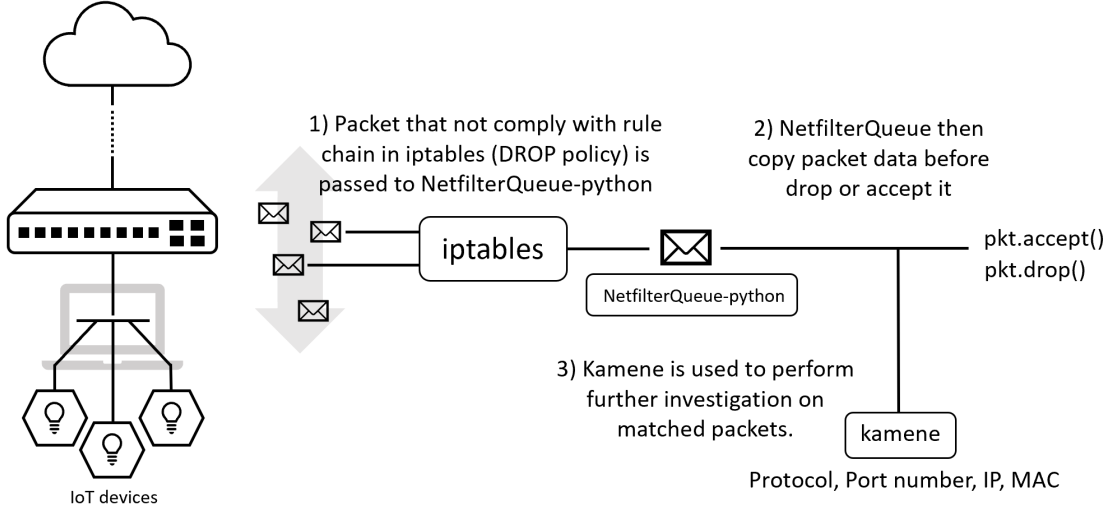 1) Packet that not comply with rule
chain in iptables (DROP policy) is
passed to NetfilterQueue-python
2) NetfilterQueue then
copy packet data before
drop or accept it
iptables
pkt.accept()
pkt.drop()
NetfilterQueue-python
3) Kamene is used to perform
further investigation on
matched packets.
kamene
Protocol, Port number, IP, MAC
IoT devices